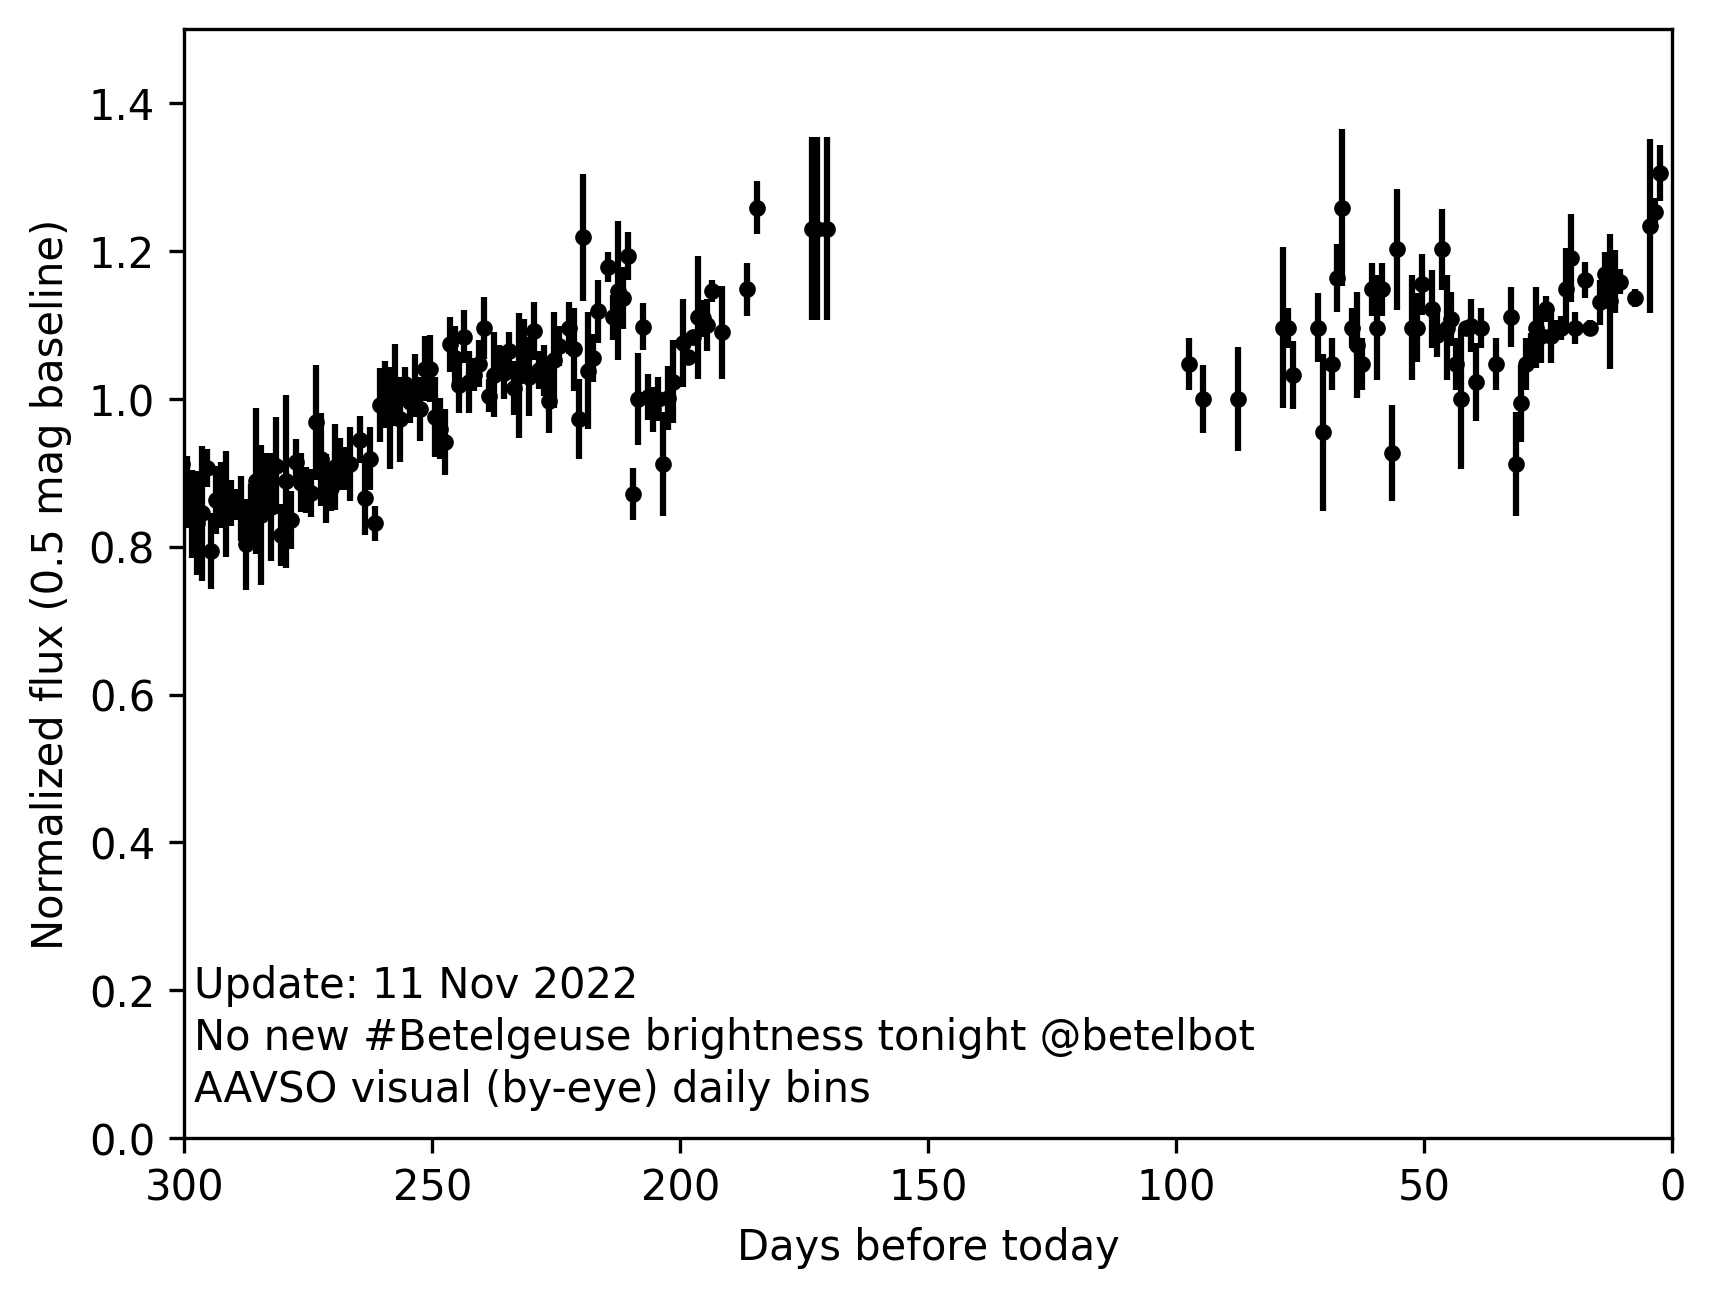 1.4
1.2
1.0
0.8
0.6
0.4
0.2
0.0
Normalized flux (0.5 mag baseline)
Update: 11 Nov 2022
No new #Betelgeuse brightness tonight @betelbot
AAVSO visual (by-eye) daily bins
300 250 200 150 100 50 0
Days before today